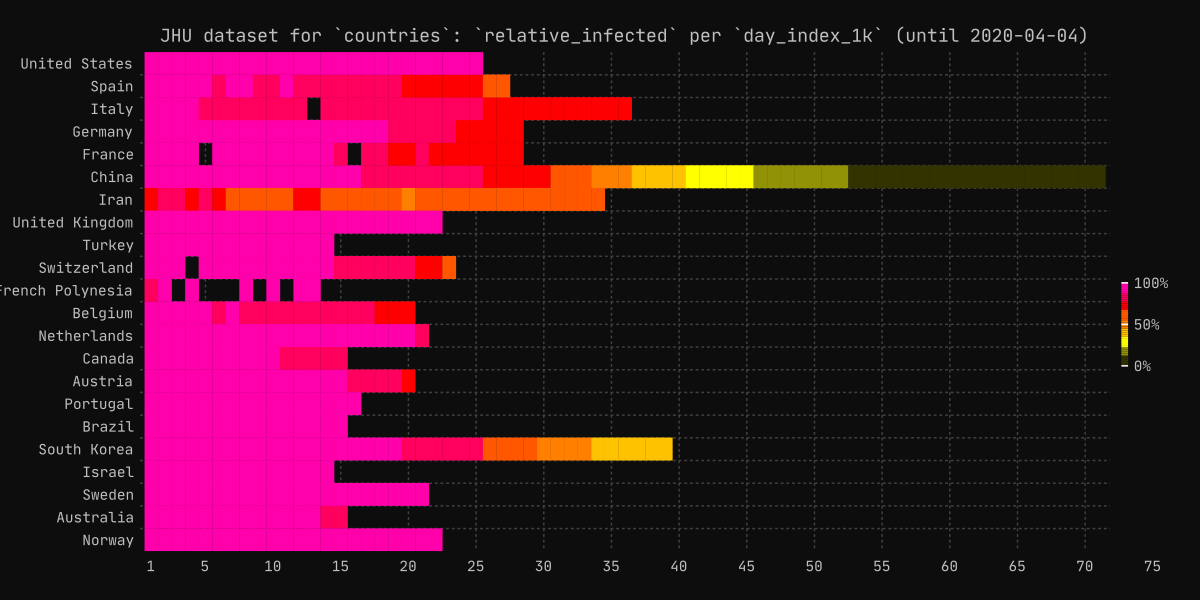 JHU dataset for `countries`: `relative_infected` per `day_index_1k` (until 2020-04-04)
United States
Spain
Italy
Germany
France
China
Iran
United Kingdom
Turkey
Switzerland
French Polynesia
Belgium
Netherlands
Canada
Austria
Portugal
Brazil
South Korea
Israel
Sweden
Australia
Norway
100%
50%
0%
1 5 10 15 20 25 30 35 40 45 50 55 60 65 70 75